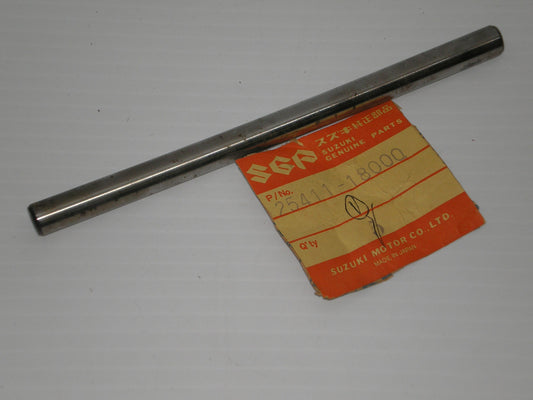 SGP
スズキ純正部品
SUZUKI
GENUINE PARTS
P/No.
25411-18000
Q'ty
SUZUKI MOTOR CO., LTD.
MADE IN JAPAN